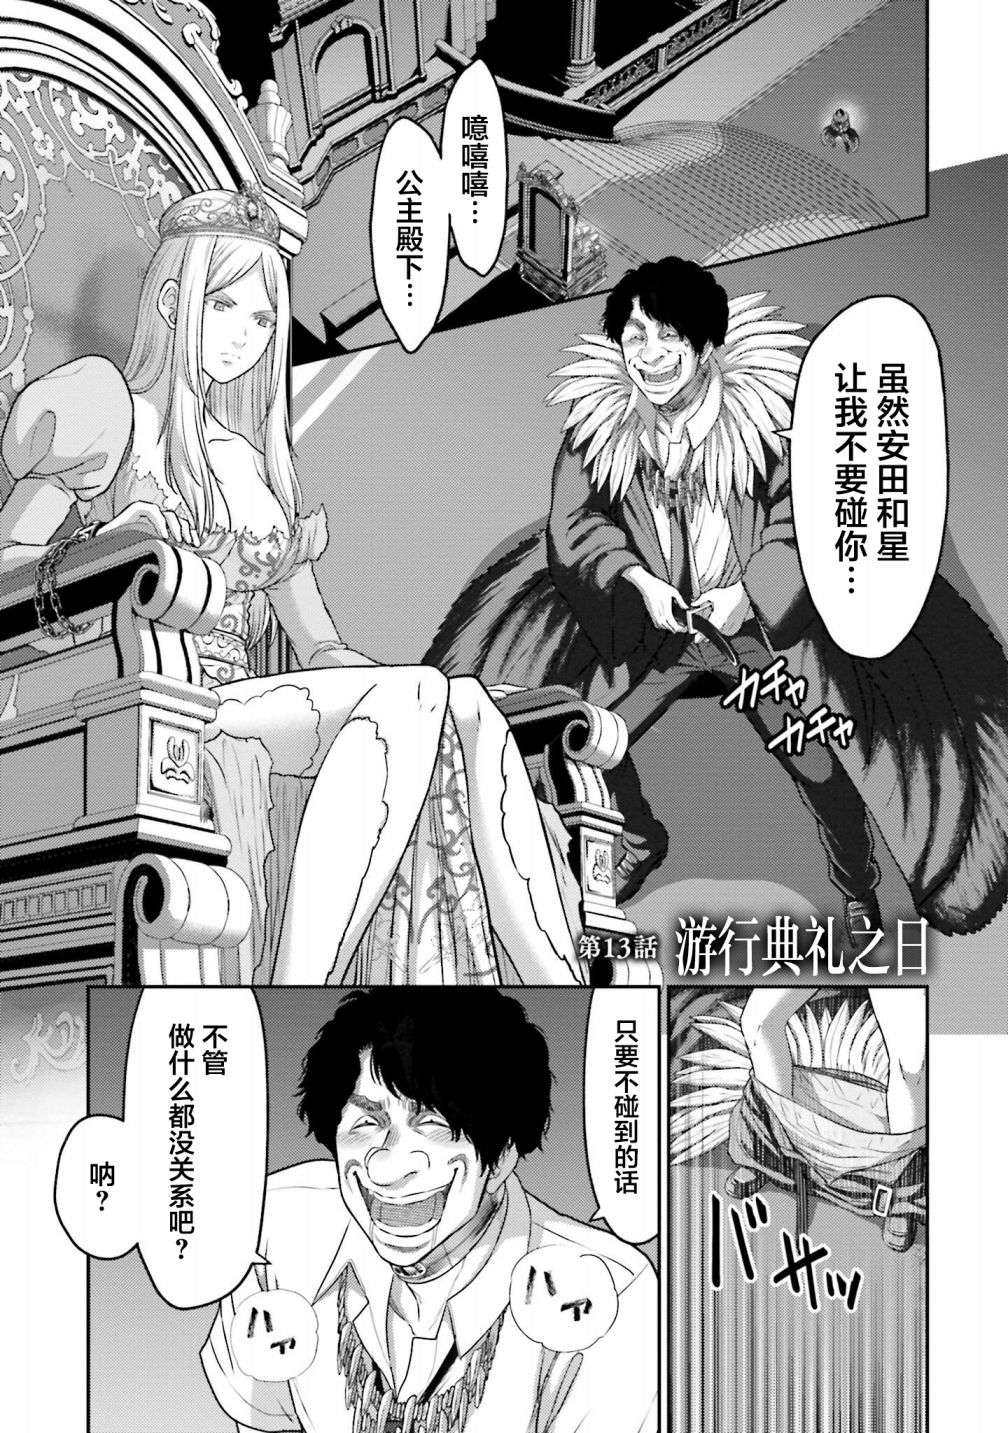 噫嘻嘻…
公主殿下…
虽然安田和星
让我不要碰你…
カチャ
カチャ
第13話 游行典礼之日
バサッ
只要不碰到的话
不管
做什么都没关系吧?
呐?
ハァ
ハァ